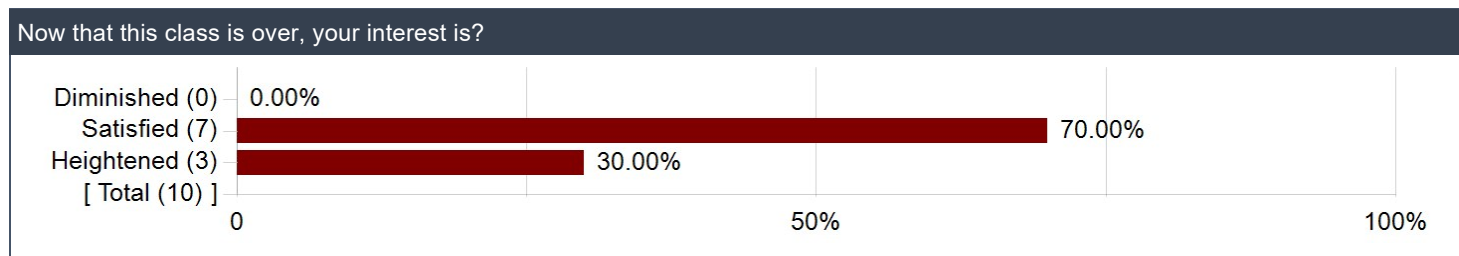 Now that this class is over, your interest is?
Diminished (0) 0.00%
Satisfied (7) 70.00%
Heightened (3) 30.00%
[ Total (10) ]
0 50% 100%